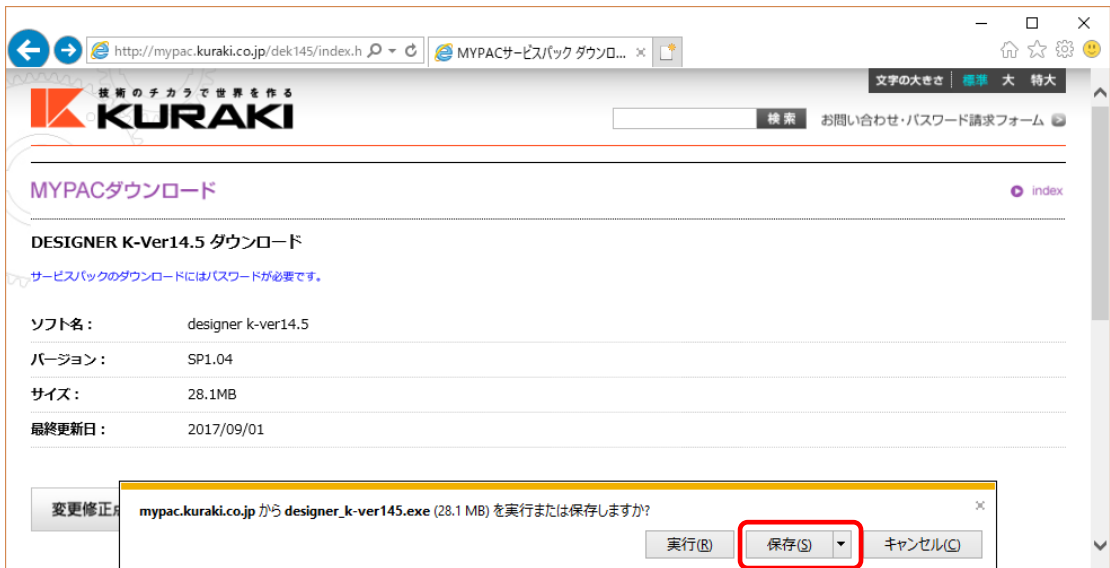 http://mypac.kuraki.co.jp/dek145/index.h
MYPACサービスパック ダウンロ...
文字の大きさ 標準 大 特大
技術のチカラで世界を作る
KURAKI
検索
お問い合わせ・パスワード請求フォーム
MYPACダウンロード
index
DESIGNER K-Ver14.5 ダウンロード
サービスパックのダウンロードにはパスワードが必要です。
ソフト名： designer k-ver14.5
バージョン： SP1.04
サイズ： 28.1MB
最終更新日： 2017/09/01
変更修正
mypac.kuraki.co.jp から designer_k-ver145.exe (28.1 MB) を実行または保存しますか?
実行(R) 保存(S) キャンセル(C)